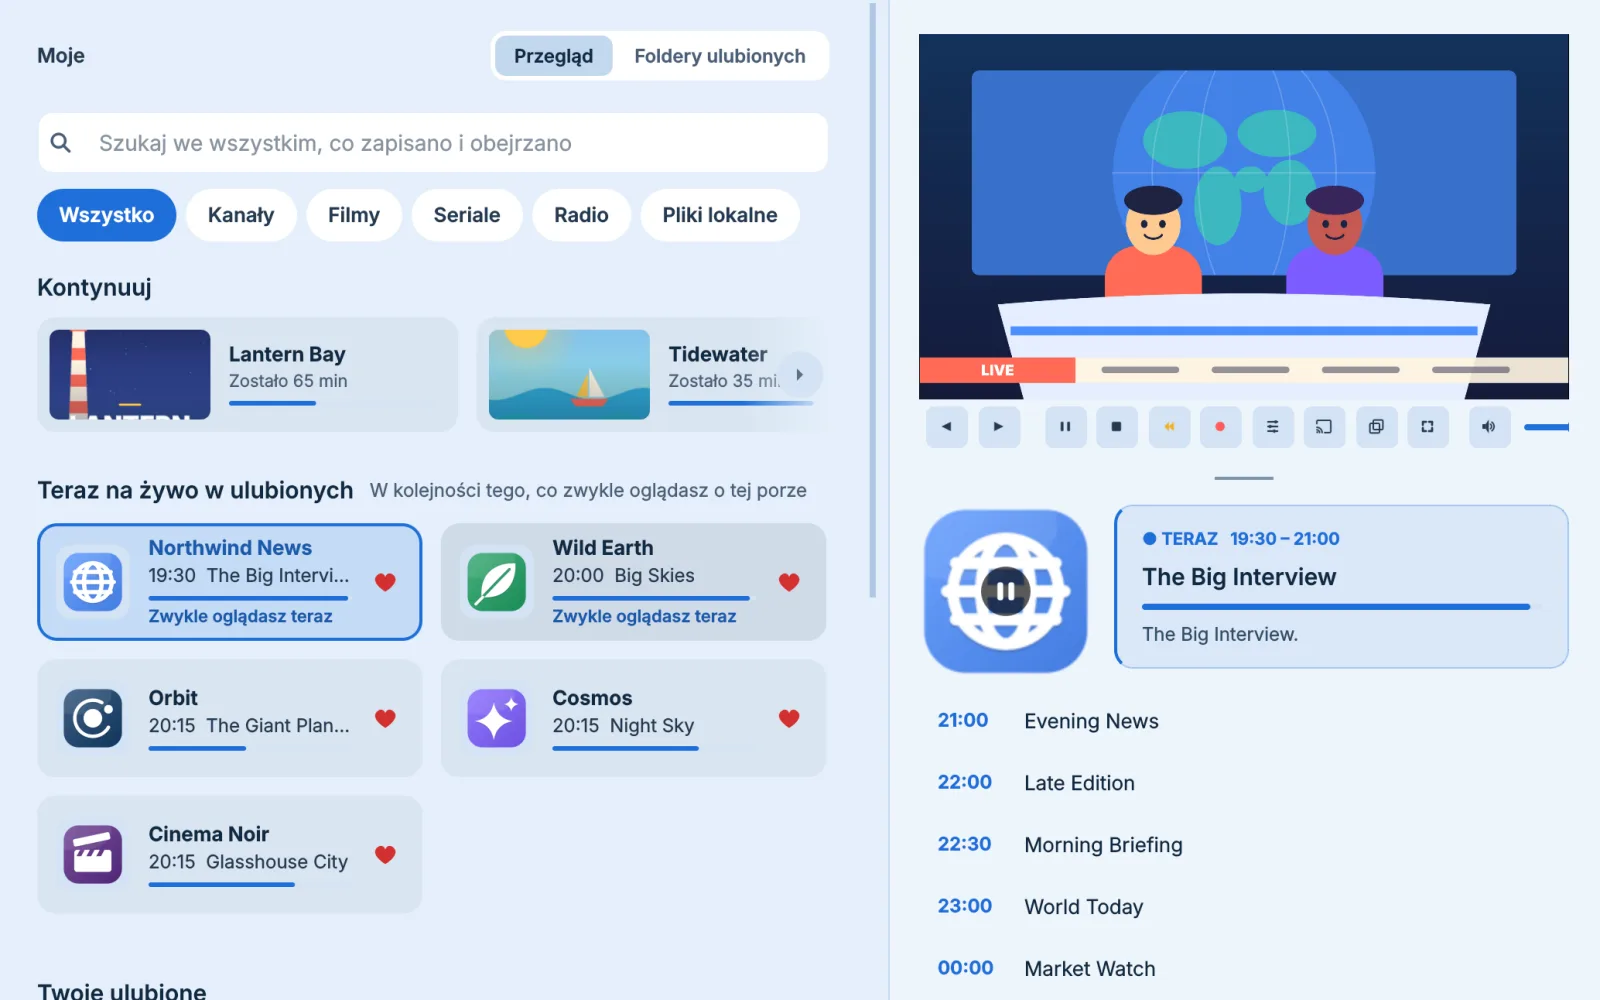 Moje
Przegląd
Foldery ulubionych
Szukaj we wszystkim, co zapisano i obejrzano
Wszystko
Kanały
Filmy
Seriale
Radio
Pliki lokalne
Kontynuuj
Lantern Bay
Zostało 65 min
Tidewater
Zostało 35 mi.
Teraz na żywo w ulubionych
W kolejności tego, co zwykle oglądasz o tej porze
Northwind News
19:30 The Big Intervi...
Zwykle oglądasz teraz
Wild Earth
20:00 Big Skies
Zwykle oglądasz teraz
Orbit
20:15 The Giant Plan...
Cosmos
20:15 Night Sky
Cinema Noir
20:15 Glasshouse City
Twoje ulubione
LIVE
TERAZ 19:30 – 21:00
The Big Interview
The Big Interview.
21:00 Evening News
22:00 Late Edition
22:30 Morning Briefing
23:00 World Today
00:00 Market Watch